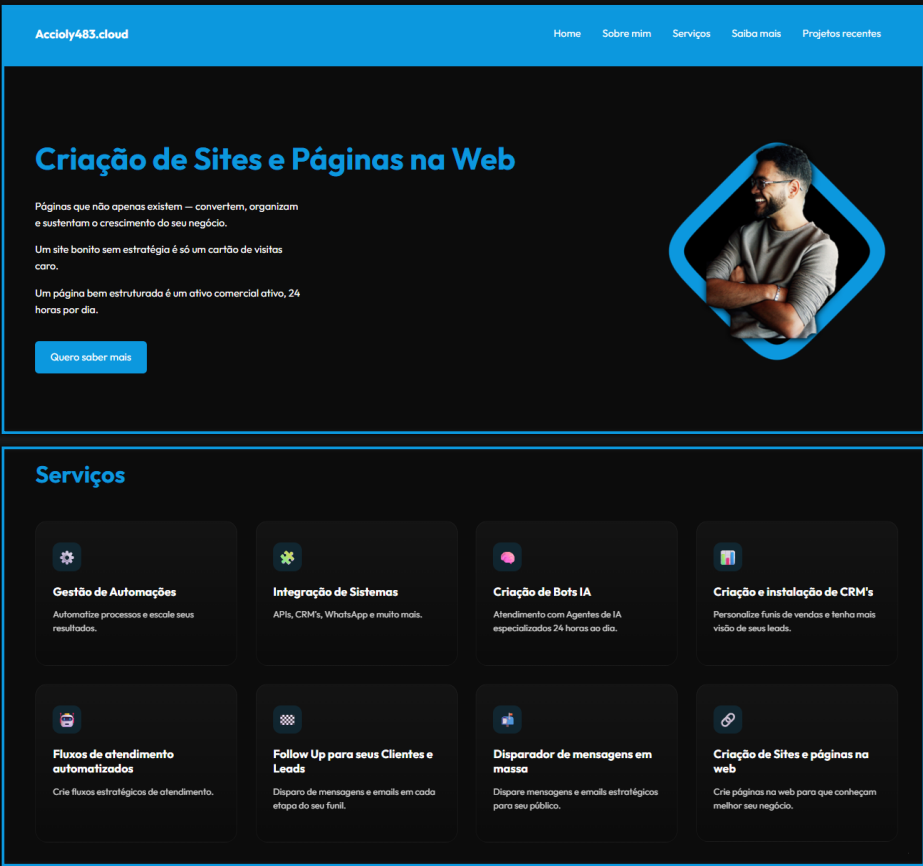 Accioly483.cloud
Home
Sobre mim
Serviços
Saiba mais
Projetos recentes
Criação de Sites e Páginas na Web
Páginas que não apenas existem — convertem, organizam
e sustentam o crescimento do seu negócio.
Um site bonito sem estratégia é só um cartão de visitas
caro.
Um página bem estruturada é um ativo comercial ativo, 24
horas por dia.
Quero saber mais
Serviços
Gestão de Automações
Automatize processos e escale seus
resultados.
Integração de Sistemas
APIs, CRM's, WhatsApp e muito mais.
Criação de Bots IA
Atendimento com Agentes de IA
especializados 24 horas ao dia.
Criação e instalação de CRM's
Personalize funis de vendas e tenha mais
visão de seus leads.
Fluxos de atendimento
automatizados
Crie fluxos estratégicos de atendimento.
Follow Up para seus Clientes e
Leads
Disparo de mensagens e emails em cada
etapa do seu funil.
Disparador de mensagens em
massa
Dispare mensagens e emails estratégicos
para seu público.
Criação de Sites e páginas na
web
Crie páginas na web para que conheçam
melhor seu negócio.